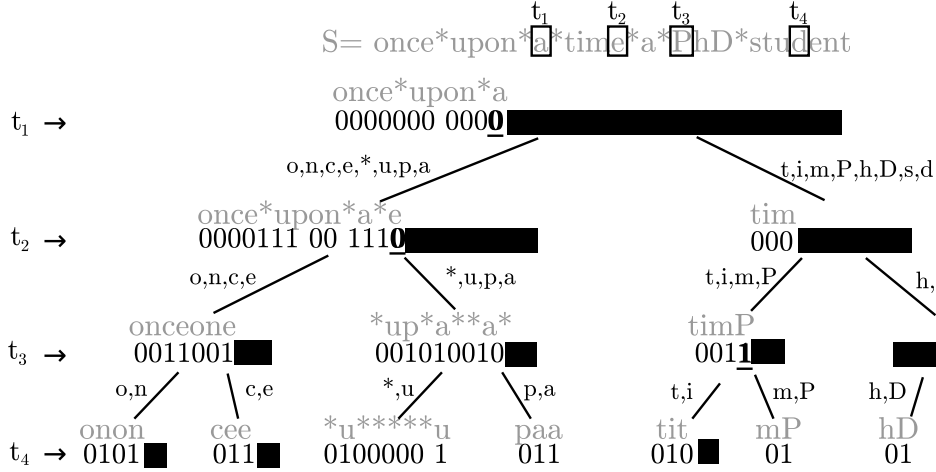 t₁ t₂ t₃ t₄
S= once*upon*a*time*a*PhD*student
once*upon*a
t₁ → 0000000 0000
o,n,c,e,*,u,p,a t,i,m,P,h,D,s,d
once*upon*a*e tim
t₂ → 0000111 00 1110 000
o,n,c,e *,u,p,a t,i,m,P h,
onceone *up*a**a* timP
t₃ → 0011001 001010010 0011
o,n c,e *,u p,a t,i m,P h,D
onon cee *u*****u paa tit mP hD
t₄ → 0101 011 0100000 1 011 010 01 01